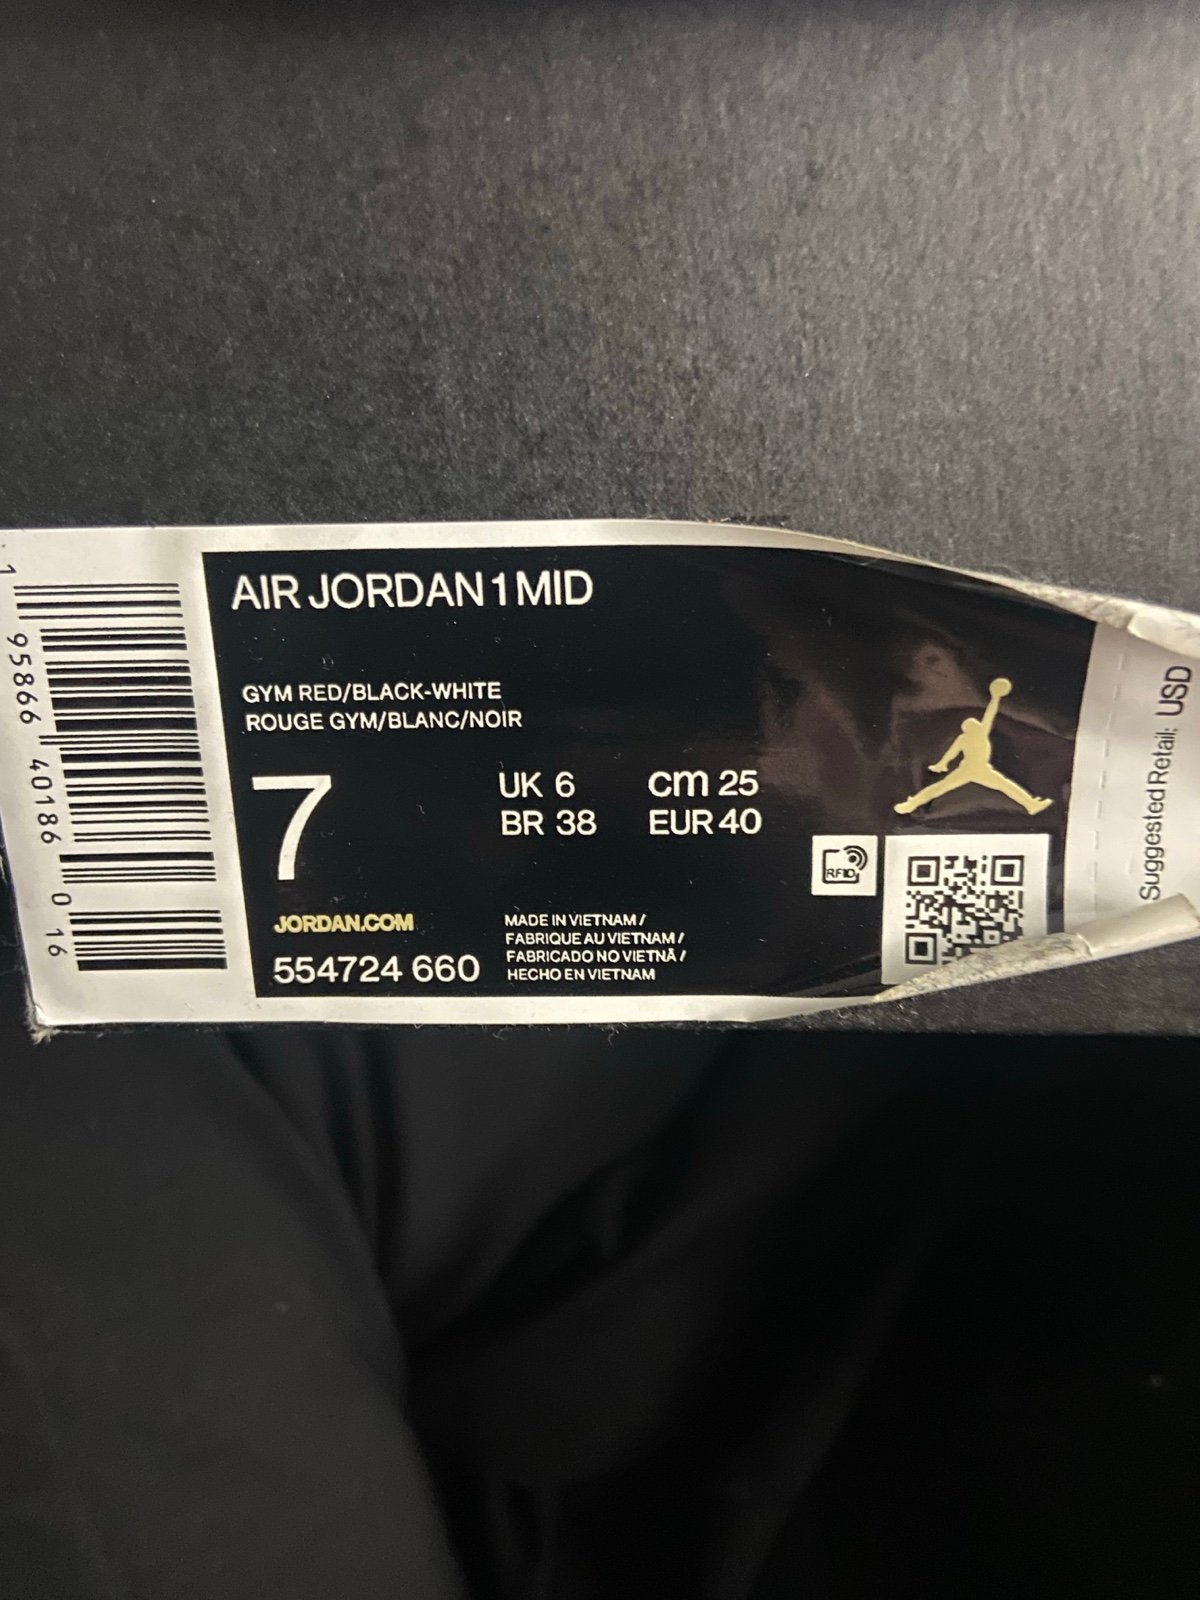 AIR JORDAN 1 MID
GYM RED/BLACK-WHITE
ROUGE GYM/BLANC/NOIR
7
UK 6
cm 25
BR 38
EUR 40
RFID
JORDAN.COM
554724 660
MADE IN VIETNAM /
FABRIQUE AU VIETNAM /
FABRICADO NO VIETNÃ /
HECHO EN VIETNAM
1 95866 40186 0 16
Suggested Retail: USD